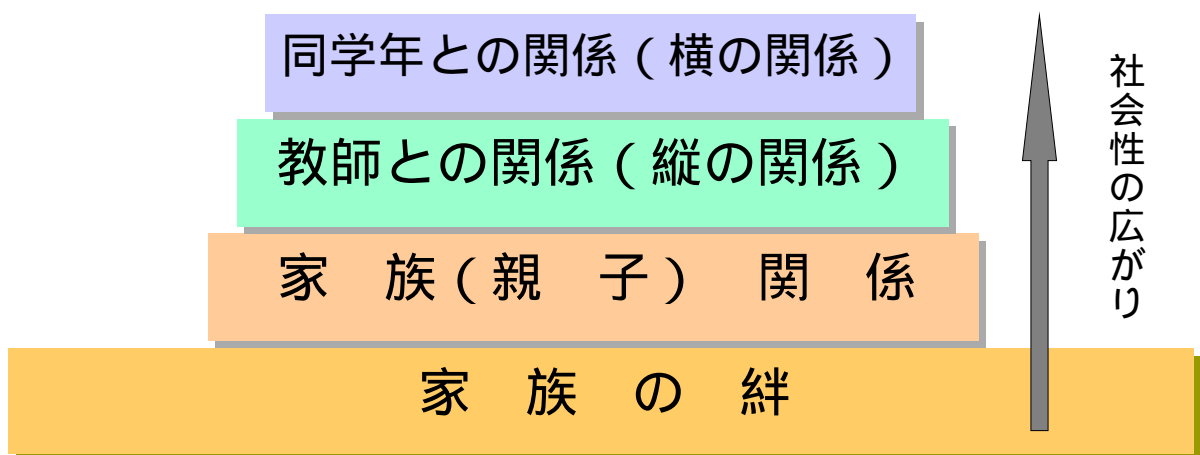 同学年との関係（横の関係）
教師との関係（縦の関係）
家　族（親　子）　関　係
家　族　の　絆
社会性の広がり